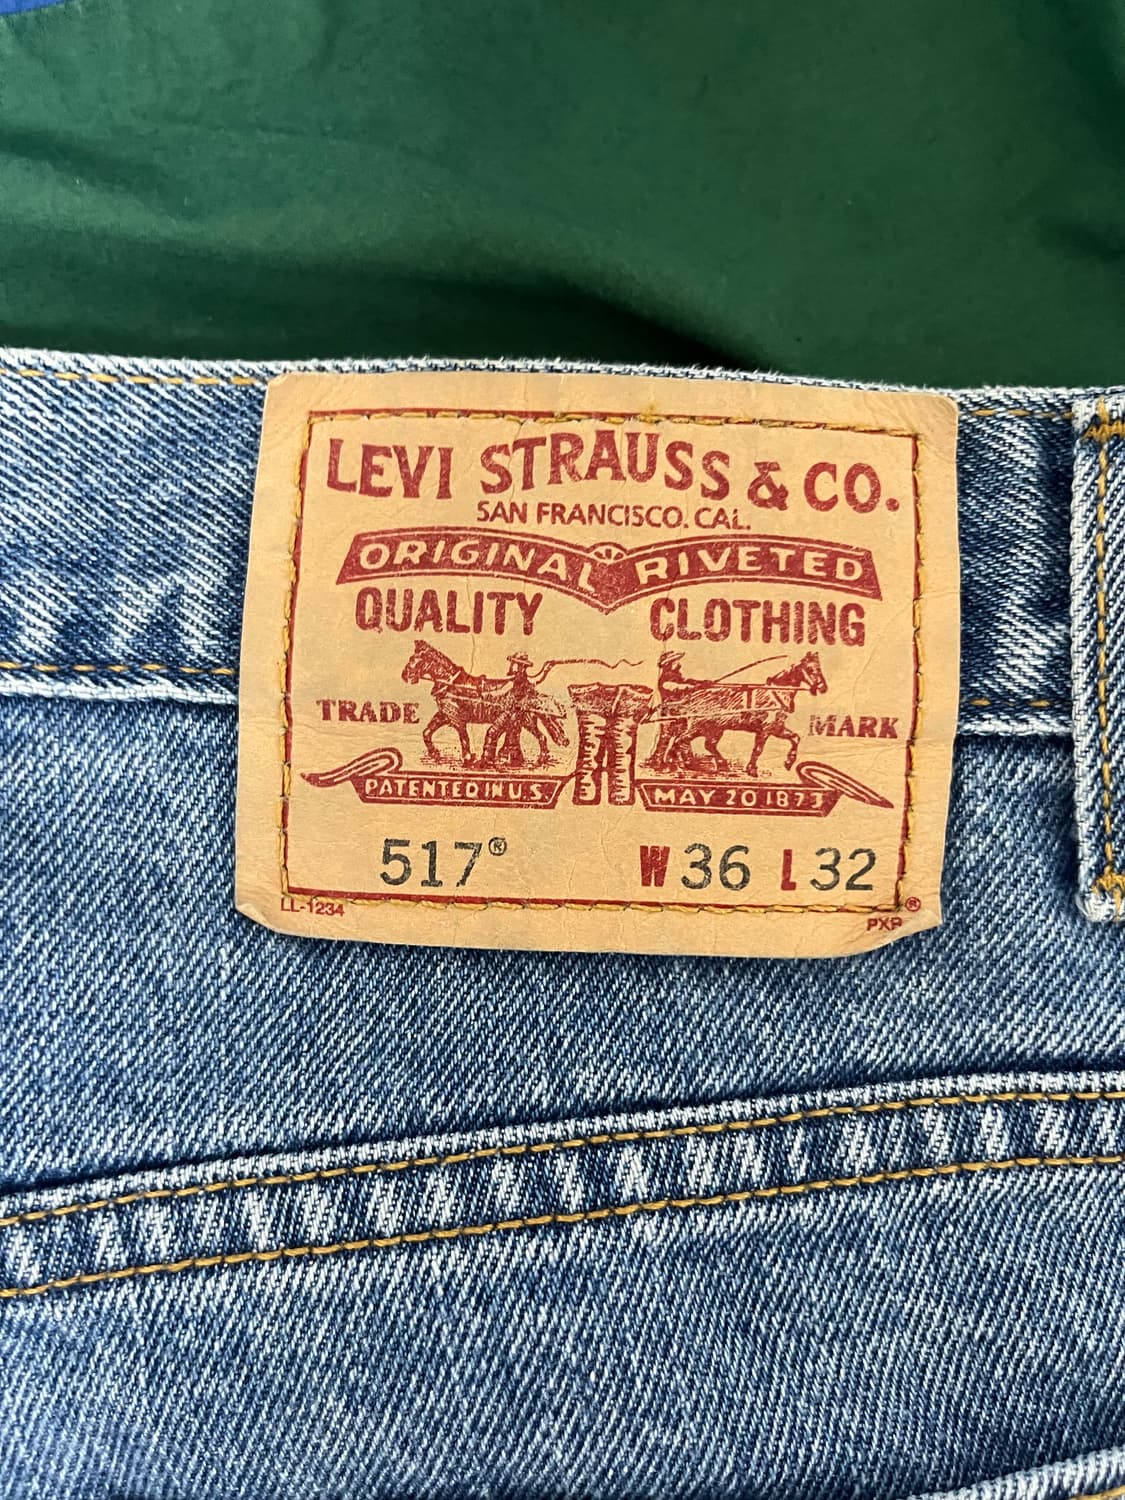 LEVI STRAUSS & CO.
SAN FRANCISCO. CAL.
ORIGINAL RIVETED
QUALITY CLOTHING
TRADE MARK
PATENTED IN U.S. MAY 20 1873
517® W 36 L 32
LL-1234 ®
PXP